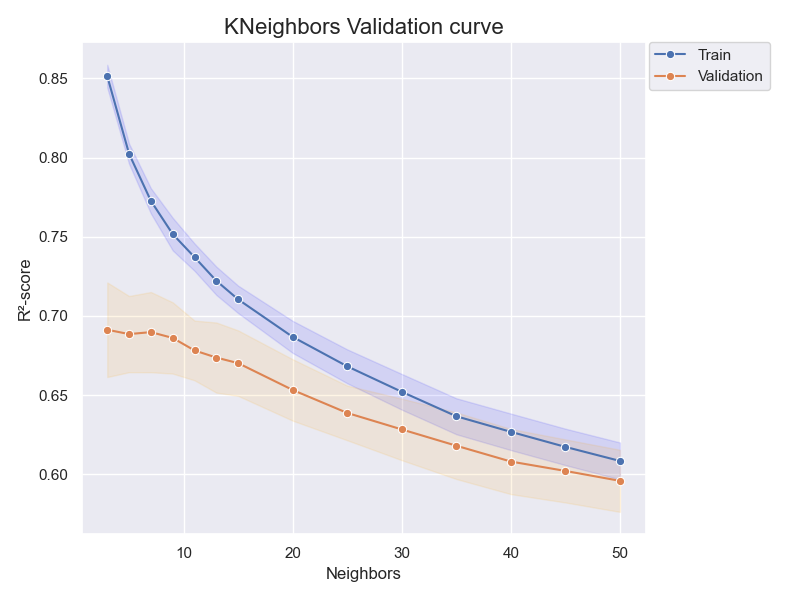 KNeighbors Validation curve
Train
Validation
0.85
0.80
0.75
0.70
0.65
0.60
R²-score
10 20 30 40 50
Neighbors